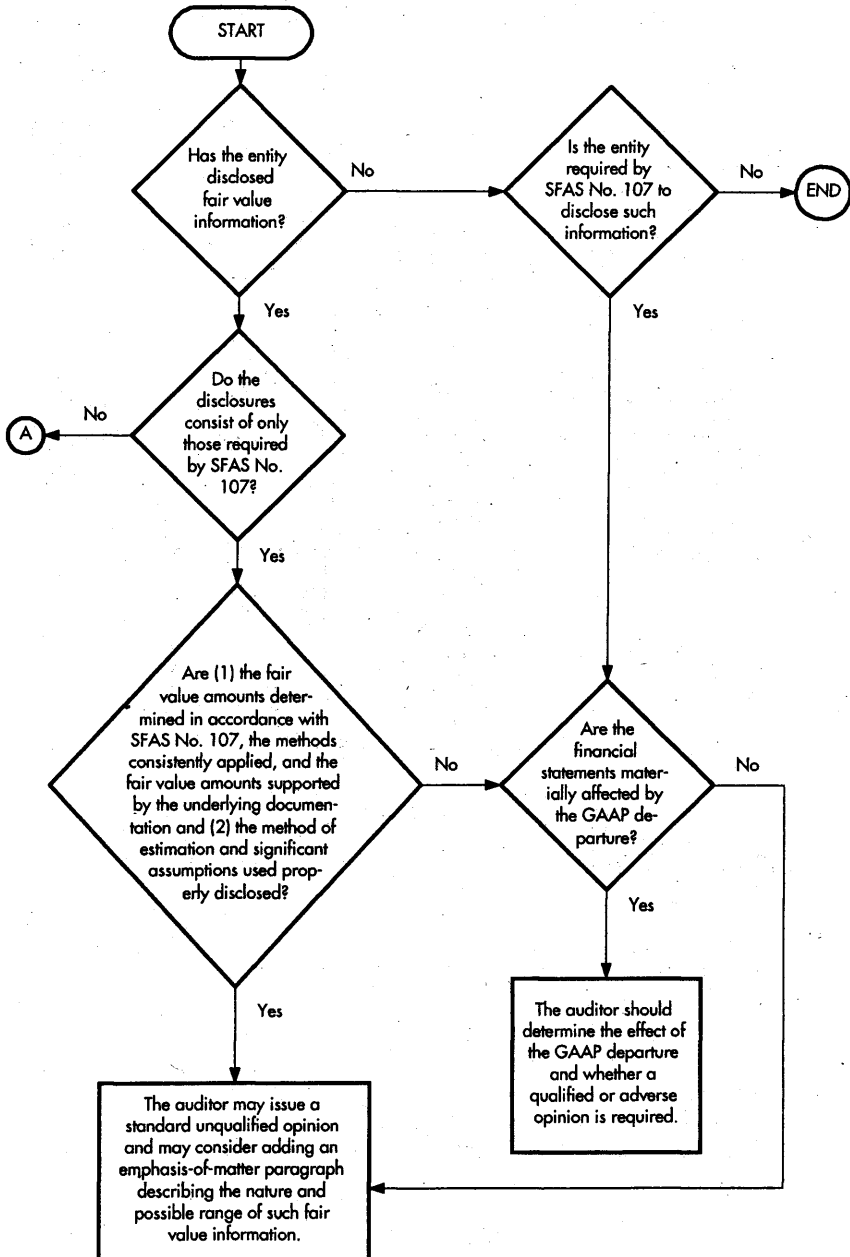 START
Has the entity
disclosed
fair value
information?
No
Is the entity
required by
SFAS No. 107 to
disclose such
information?
No
END
Yes
Yes
Do the
disclosures
consist of only
those required
by SFAS No.
107?
No
A
Yes
Are (1) the fair
value amounts deter-
mined in accordance with
SFAS No. 107, the methods
consistently applied, and the
fair value amounts supported
by the underlying documen-
tation and (2) the method of
estimation and significant
assumptions used prop-
erly disclosed?
No
Are the
financial
statements mater-
ially affected by
the GAAP de-
parture?
No
Yes
Yes
The auditor should
determine the effect of
the GAAP departure
and whether a
qualified or adverse
opinion is required.
The auditor may issue a
standard unqualified opinion
and may consider adding an
emphasis-of-matter paragraph
describing the nature and
possible range of such fair
value information.